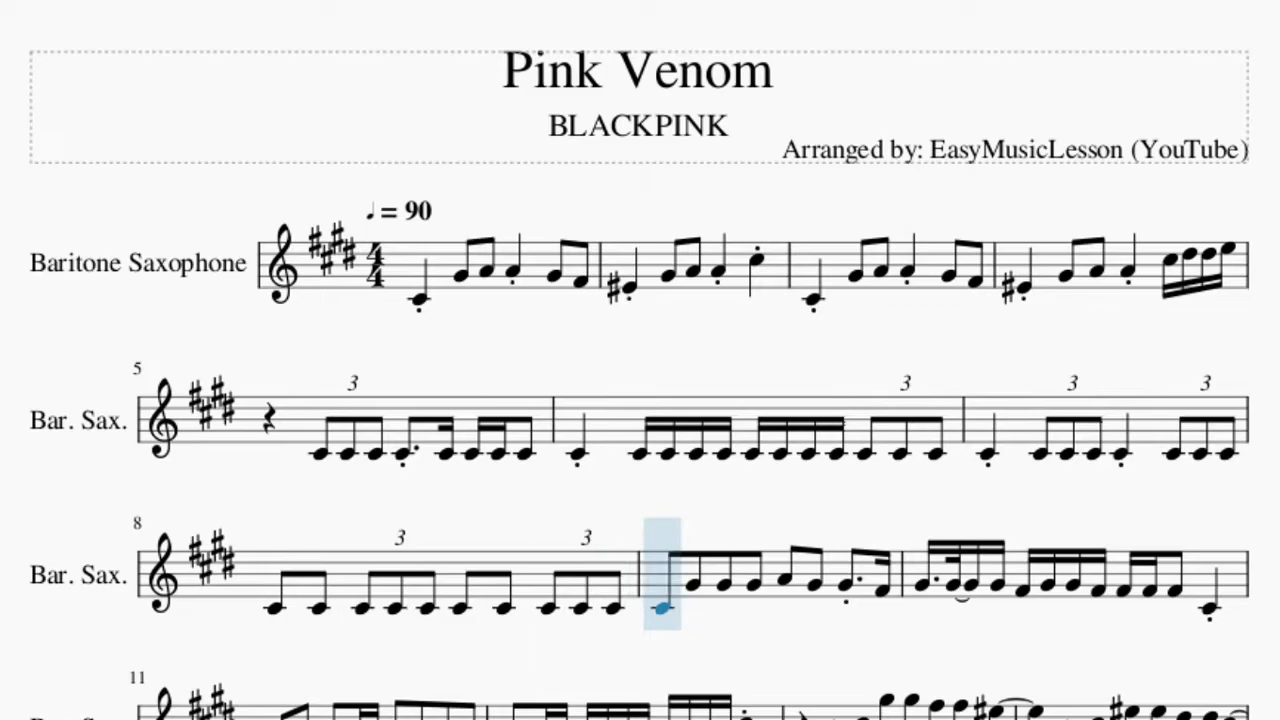 Pink Venom
BLACKPINK
Arranged by: EasyMusicLesson (YouTube)
♩ = 90
Baritone Saxophone
4
4
5
3 3 3 3
Bar. Sax.
8
3 3
Bar. Sax.
11